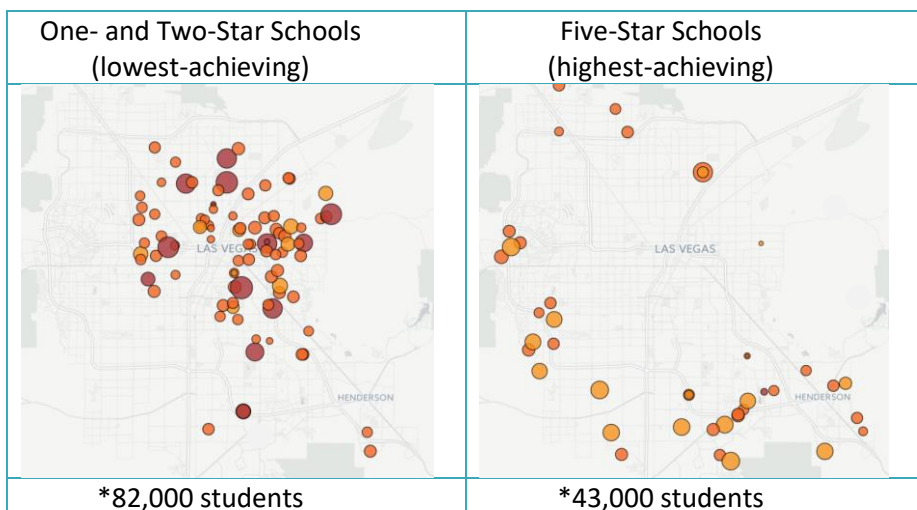 One- and Two-Star Schools
(lowest-achieving)
Five-Star Schools
(highest-achieving)
LAS VEGAS
HENDERSON
LAS VEGAS
HENDERSON
*82,000 students
*43,000 students